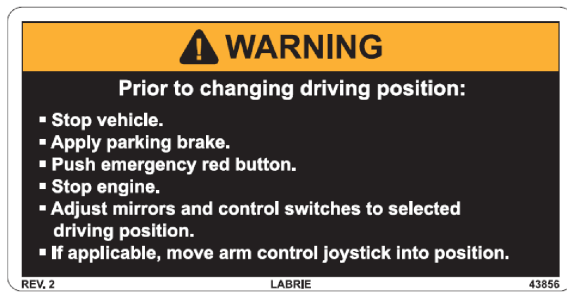 WARNING
Prior to changing driving position:
▪ Stop vehicle.
▪ Apply parking brake.
▪ Push emergency red button.
▪ Stop engine.
▪ Adjust mirrors and control switches to selected
driving position.
▪ If applicable, move arm control joystick into position.
REV. 2 LABRIE 43856